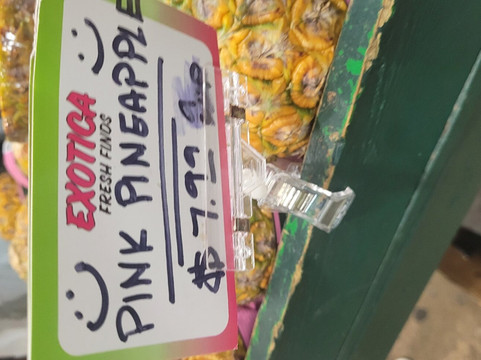 EXOTICA
FRESH FINDS
PINK PINEAPPLE
$7.99 ea.